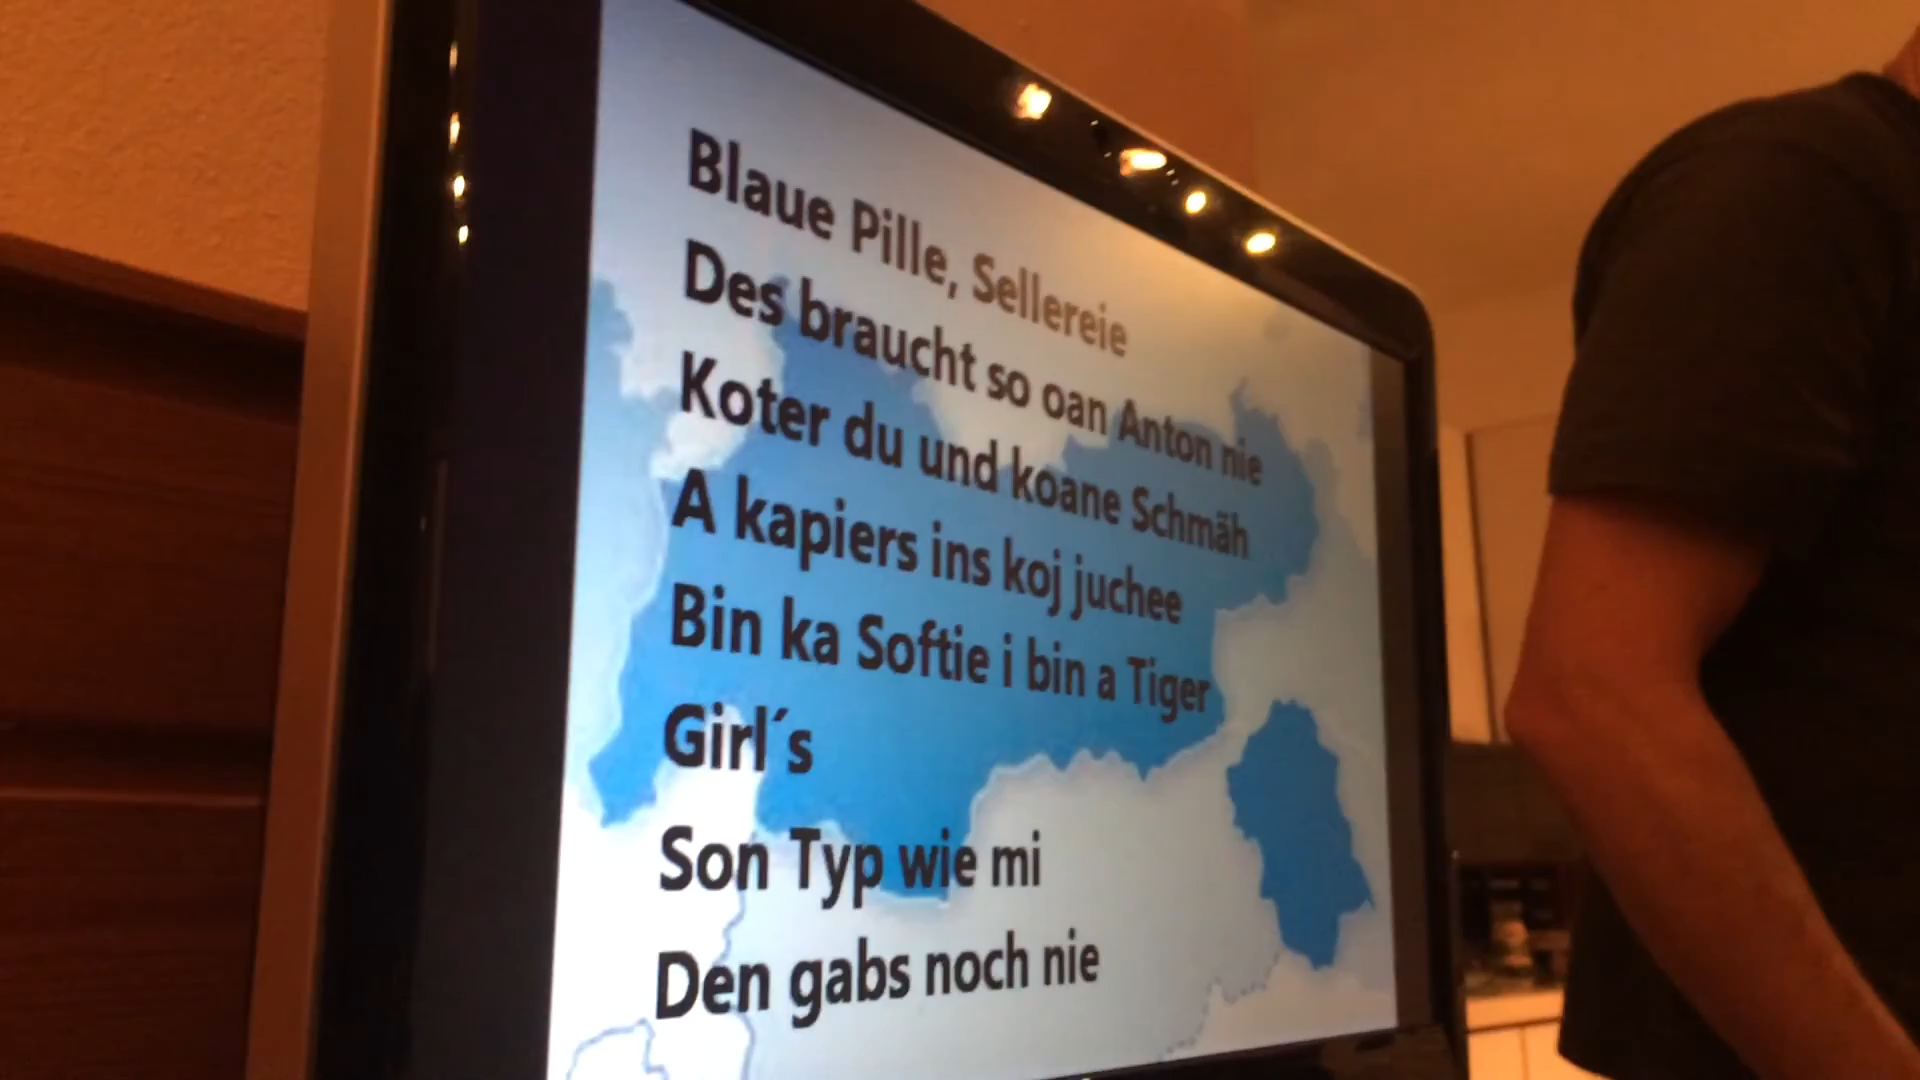 Blaue Pille, Sellereie
Des braucht so oan Anton nie
Koter du und koane Schmäh
A kapiers ins koj juchee
Bin ka Softie i bin a Tiger
Girl´s
Son Typ wie mi
Den gabs noch nie